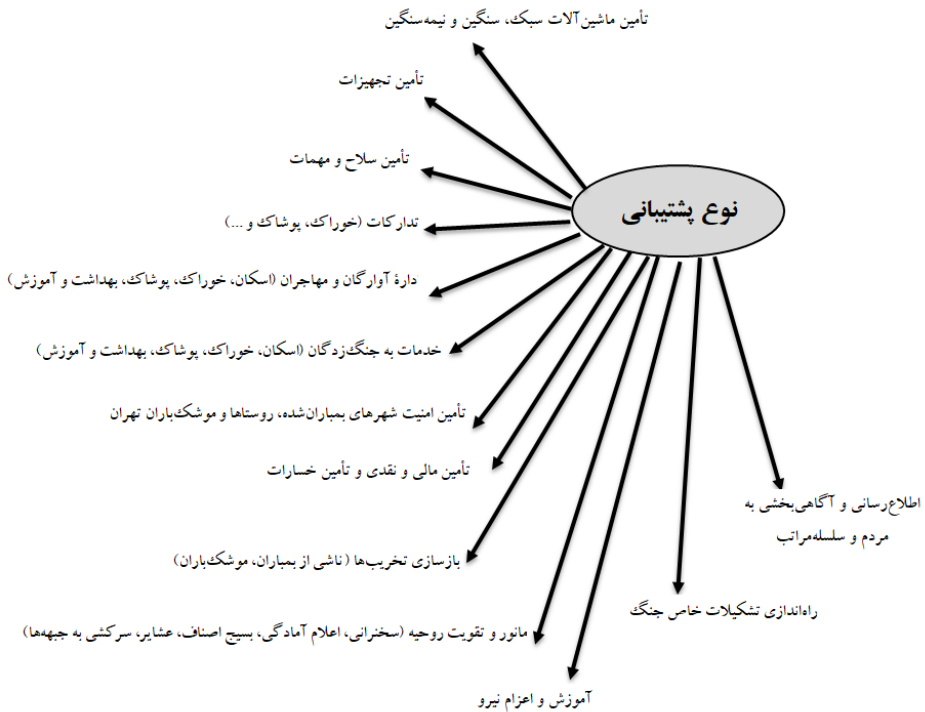 تأمین ماشین‌آلات سبک، سنگین و نیمه‌سنگین
تأمین تجهیزات
تأمین سلاح و مهمات
نوع پشتیبانی
تدارکات (خوراک، پوشاک و ...)
دارهٔ آوارگان و مهاجران (اسکان، خوراک، پوشاک، بهداشت و آموزش)
خدمات به جنگ‌زدگان (اسکان، خوراک، پوشاک، بهداشت و آموزش)
تأمین امنیت شهرهای بمباران‌شده، روستاها و موشک‌باران تهران
تأمین مالی و نقدی و تأمین خسارات
اطلاع‌رسانی و آگاهی‌بخشی به
مردم و سلسله‌مراتب
بازسازی تخریب‌ها (ناشی از بمباران، موشک‌باران)
راه‌اندازی تشکیلات خاص جنگ
مانور و تقویت روحیه (سخنرانی، اعلام آمادگی، بسیج اصناف، عشایر، سرکشی به جبهه‌ها)
آموزش و اعزام نیرو